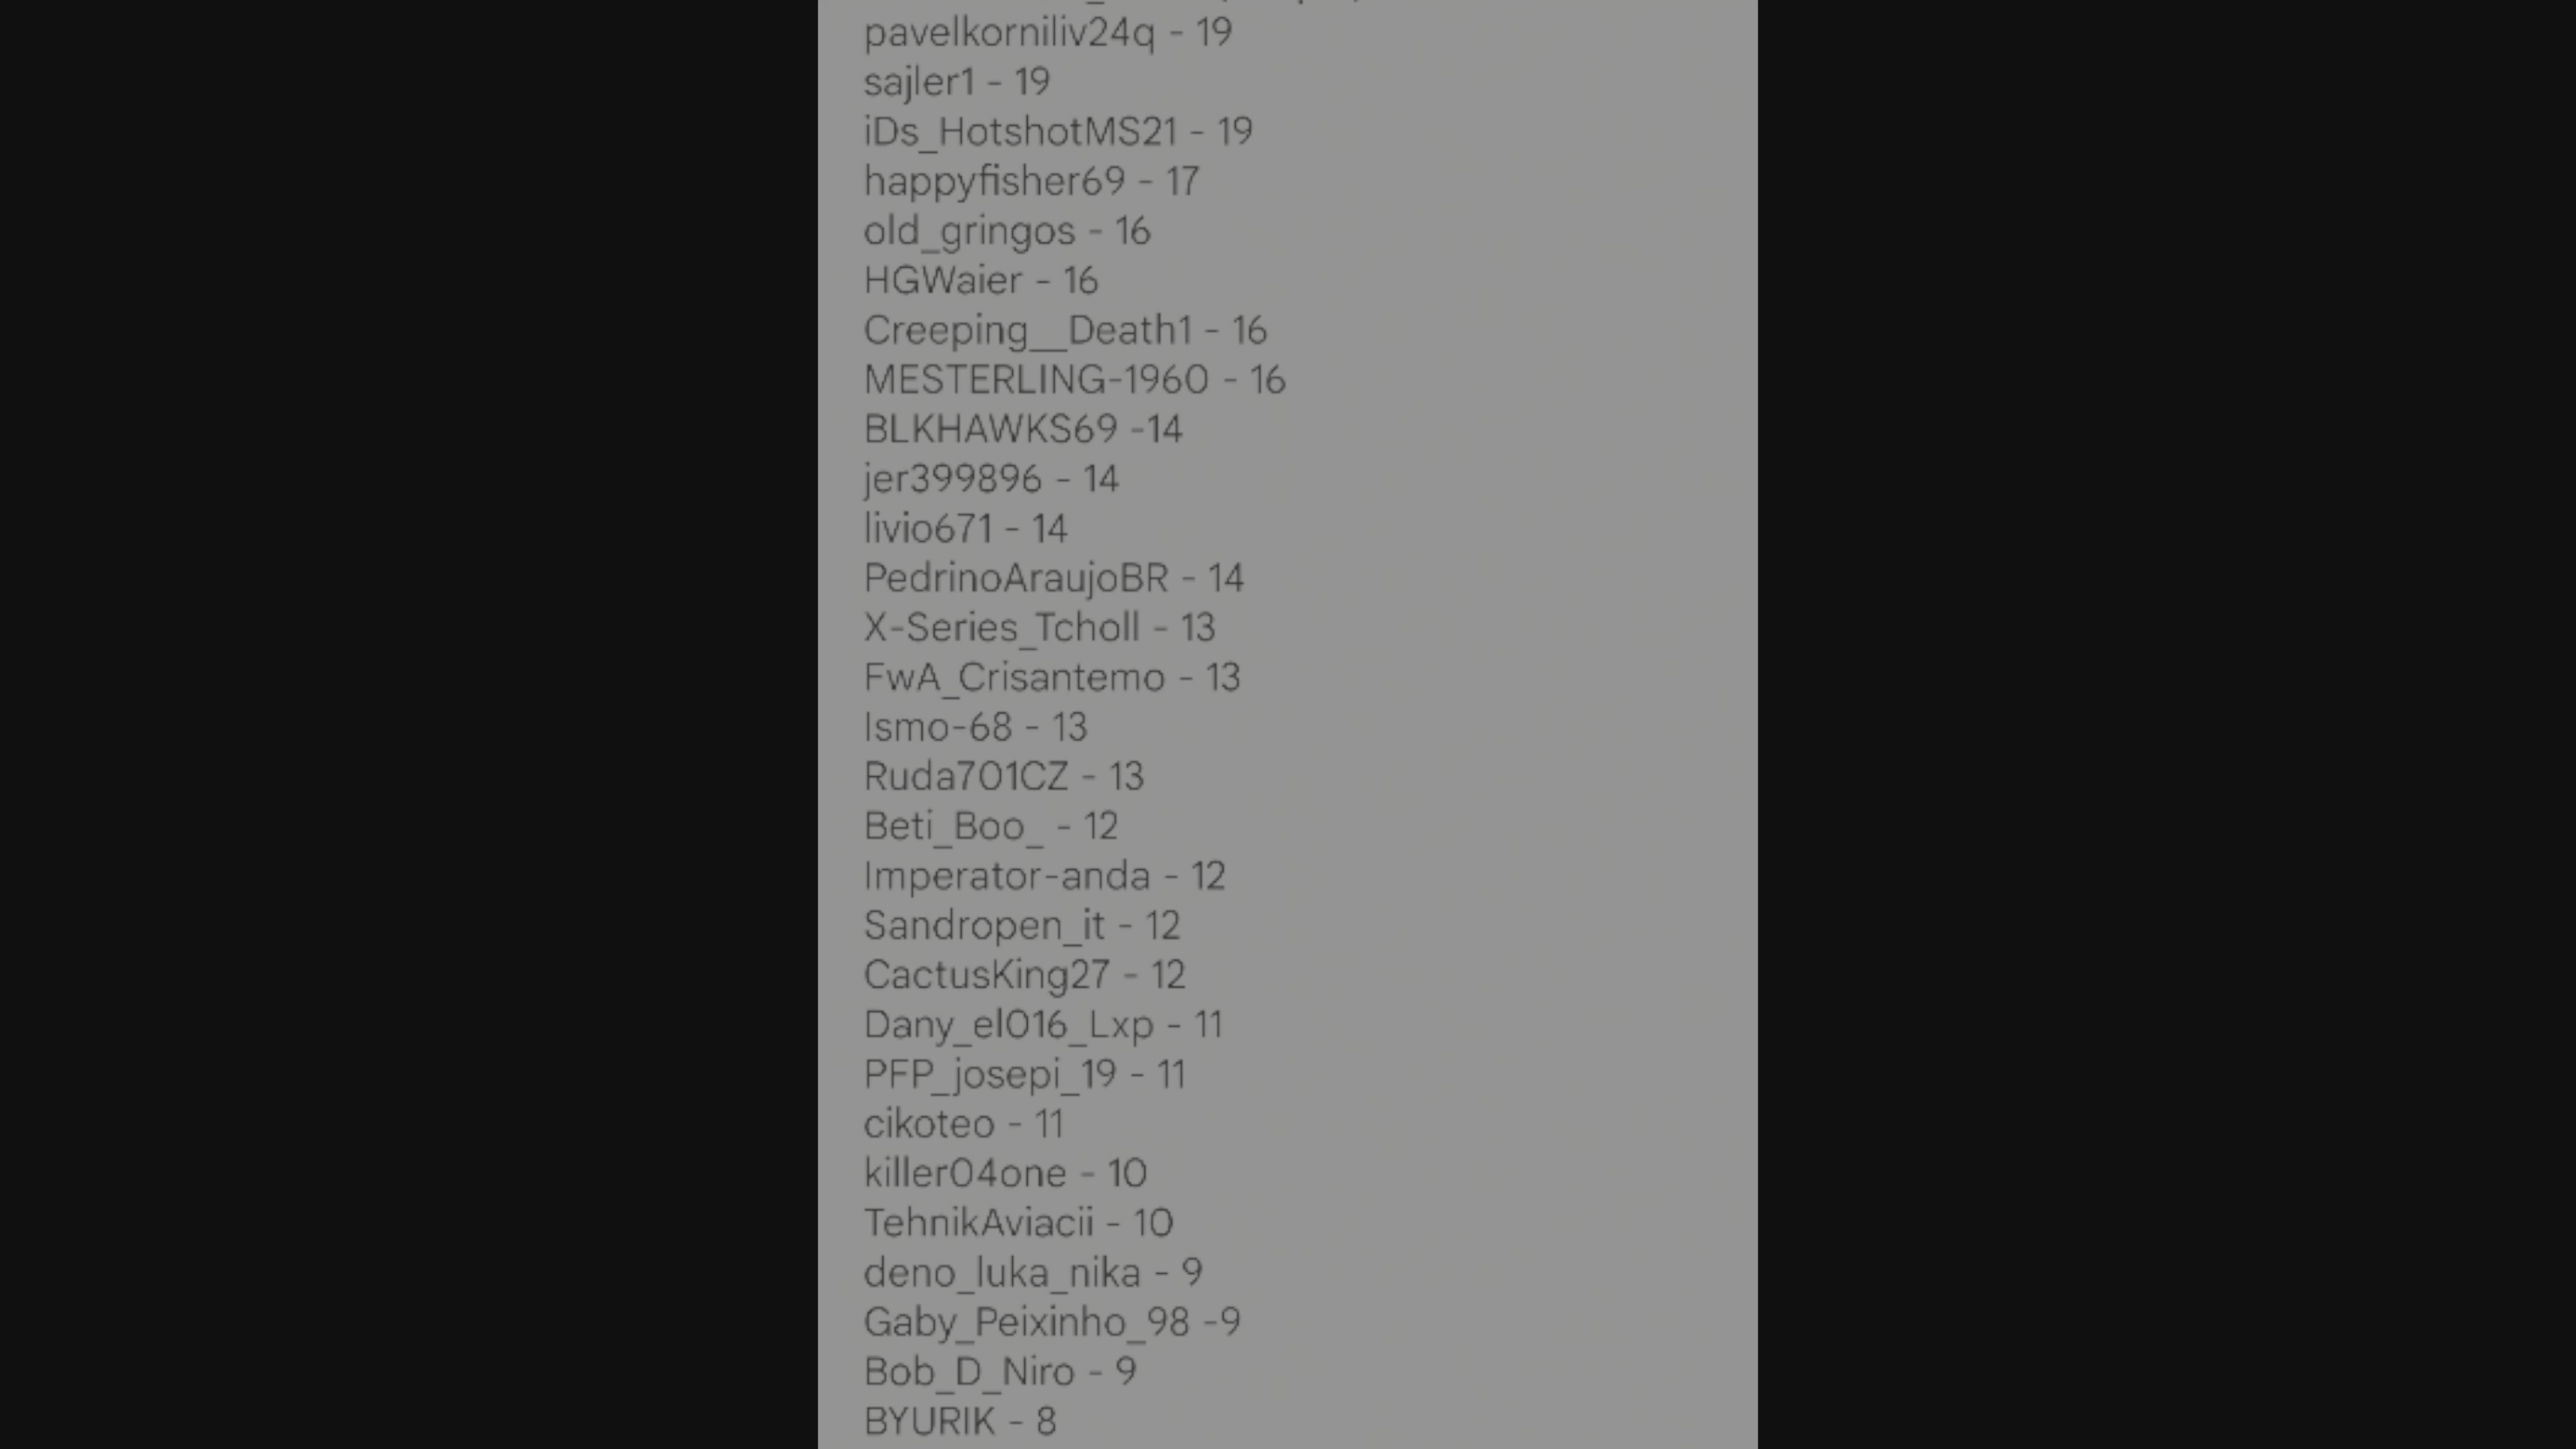 pavelkorniliv24q - 19
sajler1 - 19
iDs_HotshotMS21 - 19
happyfisher69 - 17
old_gringos - 16
HGWaier - 16
Creeping__Death1 - 16
MESTERLING-1960 - 16
BLKHAWKS69 -14
jer399896 - 14
livio671 - 14
PedrinoAraujoBR - 14
X-Series_Tcholl - 13
FwA_Crisantemo - 13
Ismo-68 - 13
Ruda701CZ - 13
Beti_Boo_ - 12
Imperator-anda - 12
Sandropen_it - 12
CactusKing27 - 12
Dany_el016_Lxp - 11
PFP_josepi_19 - 11
cikoteo - 11
killer04one - 10
TehnikAviacii - 10
deno_luka_nika - 9
Gaby_Peixinho_98 -9
Bob_D_Niro - 9
BYURIK - 8